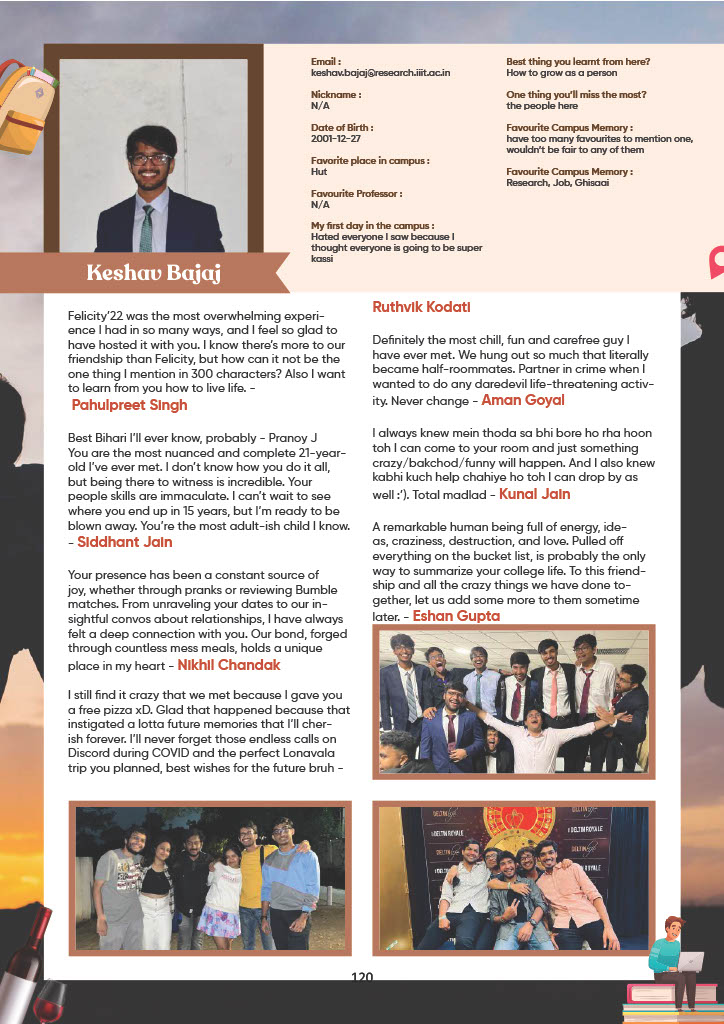 Email :
keshav.bajaj@research.iiit.ac.in
Nickname :
N/A
Date of Birth :
2001-12-27
Favorite place in campus :
Hut
Favourite Professor :
N/A
My first day in the campus :
Hated everyone I saw because I
thought everyone is going to be super
kassi
Best thing you learnt from here?
How to grow as a person
One thing you'll miss the most?
the people here
Favourite Campus Memory :
have too many favourites to mention one,
wouldn't be fair to any of them
Favourite Campus Memory :
Research, Job, Ghisaai
Keshav Bajaj
Felicity'22 was the most overwhelming experi-
ence I had in so many ways, and I feel so glad to
have hosted it with you. I know there's more to our
friendship than Felicity, but how can it not be the
one thing I mention in 300 characters? Also I want
to learn from you how to live life. -
Pahulpreet Singh
Best Bihari I'll ever know, probably - Pranoy J
You are the most nuanced and complete 21-year-
old I've ever met. I don't know how you do it all,
but being there to witness is incredible. Your
people skills are immaculate. I can't wait to see
where you end up in 15 years, but I'm ready to be
blown away. You're the most adult-ish child I know.
- Siddhant Jain
Your presence has been a constant source of
joy, whether through pranks or reviewing Bumble
matches. From unraveling your dates to our in-
sightful convos about relationships, I have always
felt a deep connection with you. Our bond, forged
through countless mess meals, holds a unique
place in my heart - Nikhil Chandak
I still find it crazy that we met because I gave you
a free pizza xD. Glad that happened because that
instigated a lotta future memories that I'll cher-
ish forever. I'll never forget those endless calls on
Discord during COVID and the perfect Lonavala
trip you planned, best wishes for the future bruh -
Ruthvik Kodati
Definitely the most chill, fun and carefree guy I
have ever met. We hung out so much that literally
became half-roommates. Partner in crime when I
wanted to do any daredevil life-threatening activ-
ity. Never change - Aman Goyal
I always knew mein thoda sa bhi bore ho rha hoon
toh I can come to your room and just something
crazy/bakchod/funny will happen. And I also knew
kabhi kuch help chahiye ho toh I can drop by as
well :'). Total madlad - Kunal Jain
A remarkable human being full of energy, ide-
as, craziness, destruction, and love. Pulled off
everything on the bucket list, is probably the only
way to summarize your college life. To this friend-
ship and all the crazy things we have done to-
gether, let us add some more to them sometime
later. - Eshan Gupta
DELTIN
DELTIN ROYALE
DELTIN
DELTIN ROYALE
120